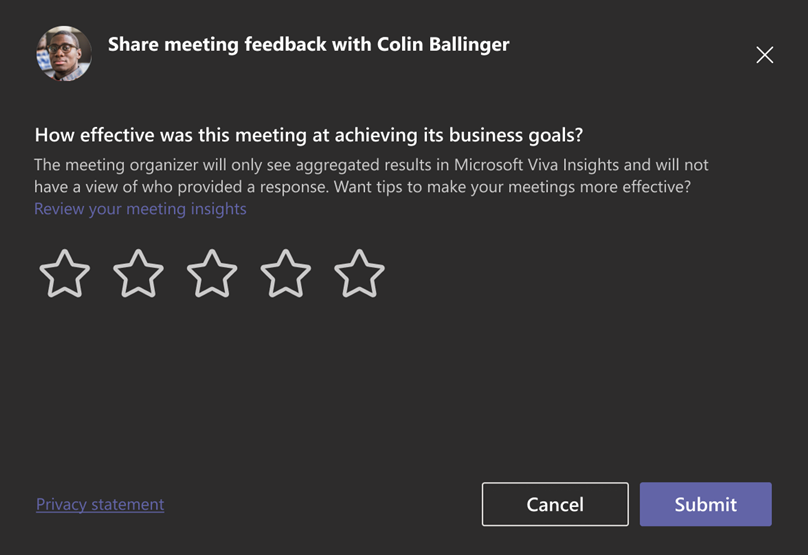 Share meeting feedback with Colin Ballinger
How effective was this meeting at achieving its business goals?
The meeting organizer will only see aggregated results in Microsoft Viva Insights and will not
have a view of who provided a response. Want tips to make your meetings more effective?
Review your meeting insights
Privacy statement
Cancel
Submit